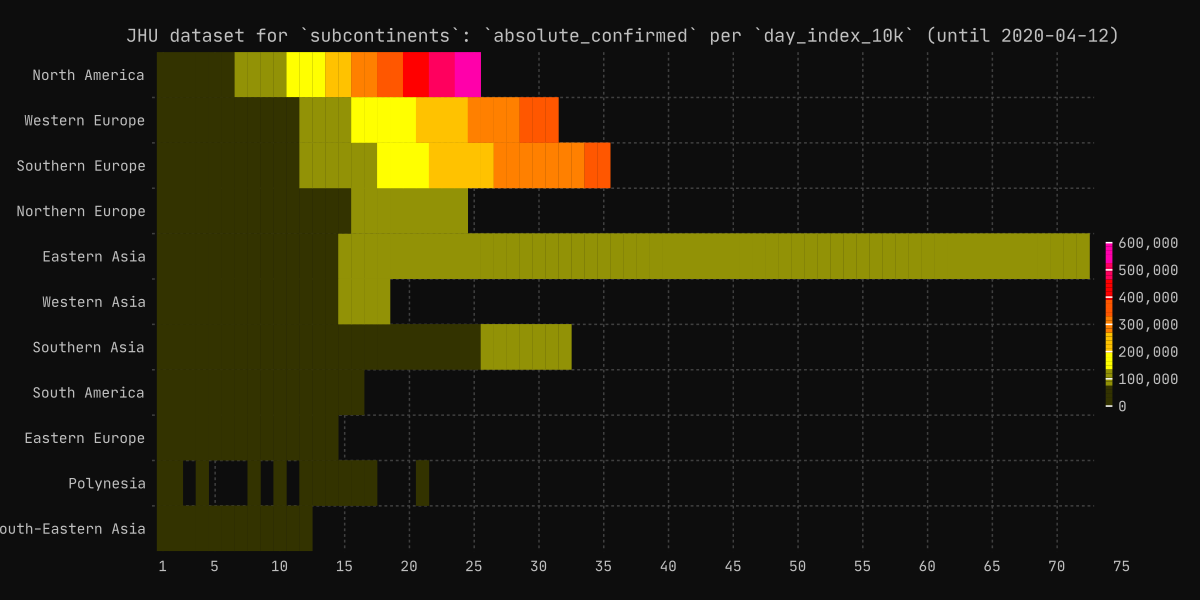 JHU dataset for `subcontinents`: `absolute_confirmed` per `day_index_10k` (until 2020-04-12)
North America
Western Europe
Southern Europe
Northern Europe
Eastern Asia
Western Asia
Southern Asia
South America
Eastern Europe
Polynesia
outh-Eastern Asia
600,000
500,000
400,000
300,000
200,000
100,000
0
1 5 10 15 20 25 30 35 40 45 50 55 60 65 70 75